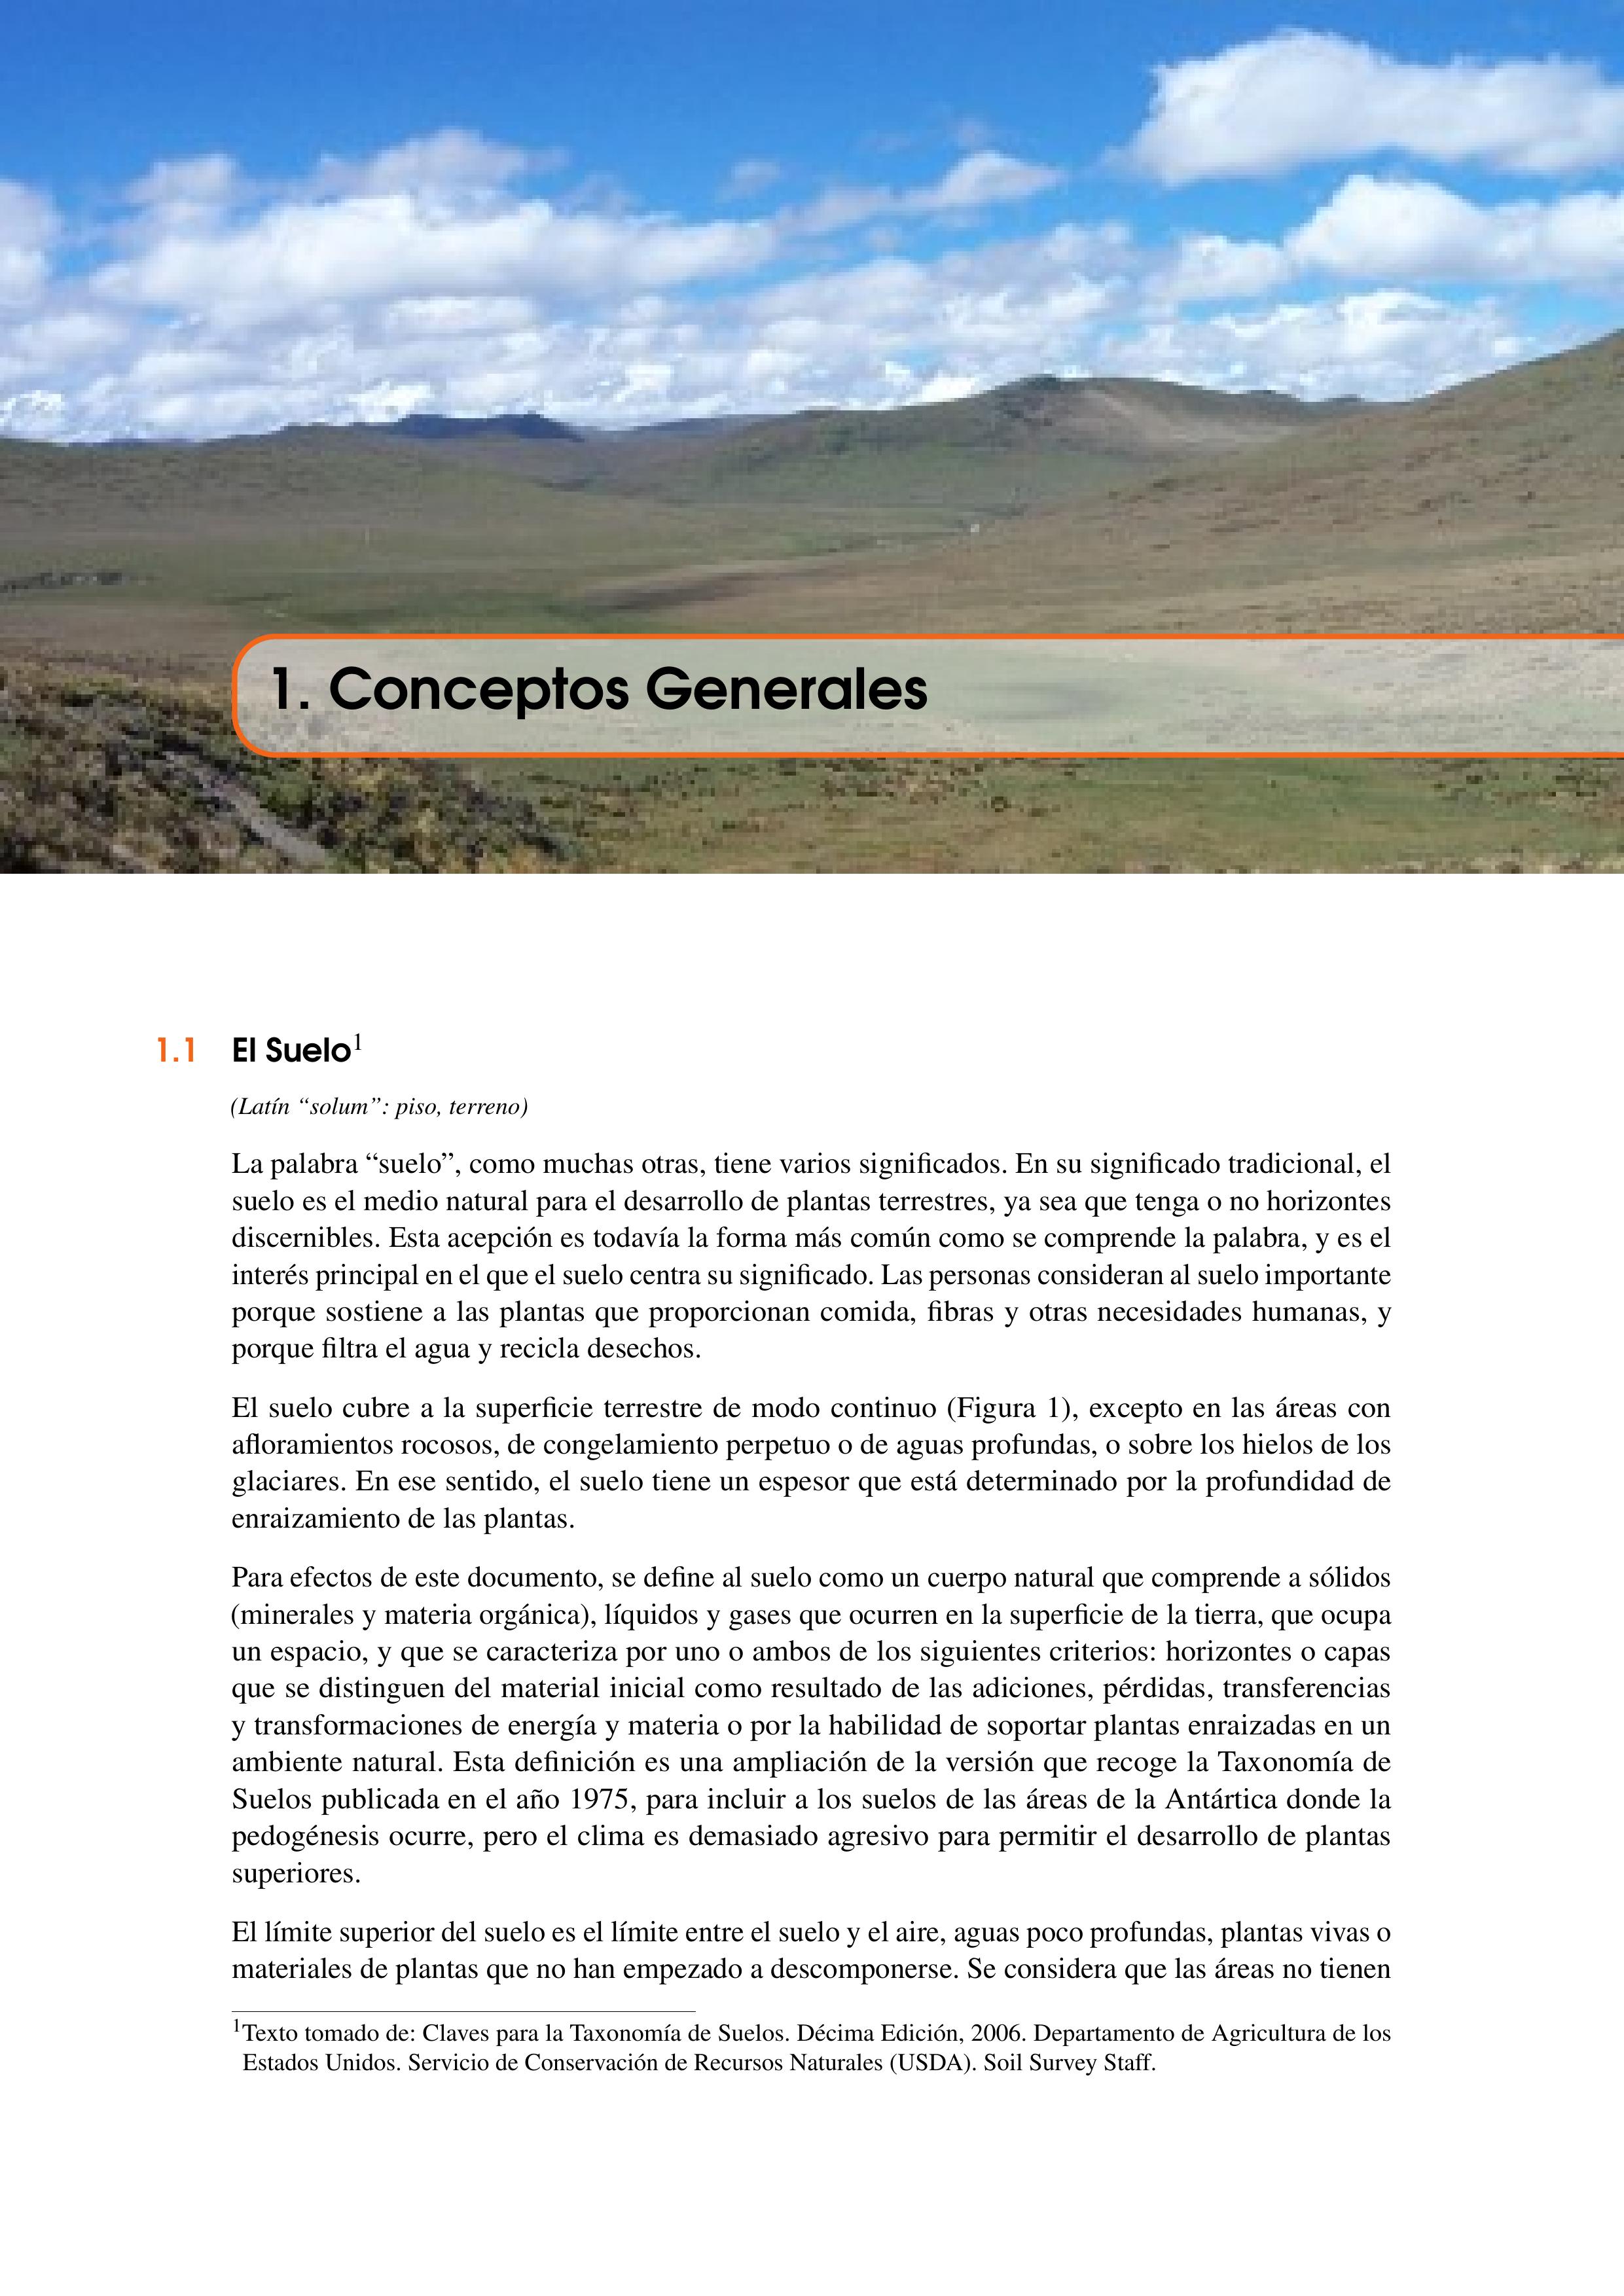 1. Conceptos Generales
1.1 El Suelo¹
(Latín “solum”: piso, terreno)
La palabra “suelo”, como muchas otras, tiene varios significados. En su significado tradicional, el
suelo es el medio natural para el desarrollo de plantas terrestres, ya sea que tenga o no horizontes
discernibles. Esta acepción es todavía la forma más común como se comprende la palabra, y es el
interés principal en el que el suelo centra su significado. Las personas consideran al suelo importante
porque sostiene a las plantas que proporcionan comida, fibras y otras necesidades humanas, y
porque filtra el agua y recicla desechos.
El suelo cubre a la superficie terrestre de modo continuo (Figura 1), excepto en las áreas con
afloramientos rocosos, de congelamiento perpetuo o de aguas profundas, o sobre los hielos de los
glaciares. En ese sentido, el suelo tiene un espesor que está determinado por la profundidad de
enraizamiento de las plantas.
Para efectos de este documento, se define al suelo como un cuerpo natural que comprende a sólidos
(minerales y materia orgánica), líquidos y gases que ocurren en la superficie de la tierra, que ocupa
un espacio, y que se caracteriza por uno o ambos de los siguientes criterios: horizontes o capas
que se distinguen del material inicial como resultado de las adiciones, pérdidas, transferencias
y transformaciones de energía y materia o por la habilidad de soportar plantas enraizadas en un
ambiente natural. Esta definición es una ampliación de la versión que recoge la Taxonomía de
Suelos publicada en el año 1975, para incluir a los suelos de las áreas de la Antártica donde la
pedogénesis ocurre, pero el clima es demasiado agresivo para permitir el desarrollo de plantas
superiores.
El límite superior del suelo es el límite entre el suelo y el aire, aguas poco profundas, plantas vivas o
materiales de plantas que no han empezado a descomponerse. Se considera que las áreas no tienen
¹Texto tomado de: Claves para la Taxonomía de Suelos. Décima Edición, 2006. Departamento de Agricultura de los
Estados Unidos. Servicio de Conservación de Recursos Naturales (USDA). Soil Survey Staff.